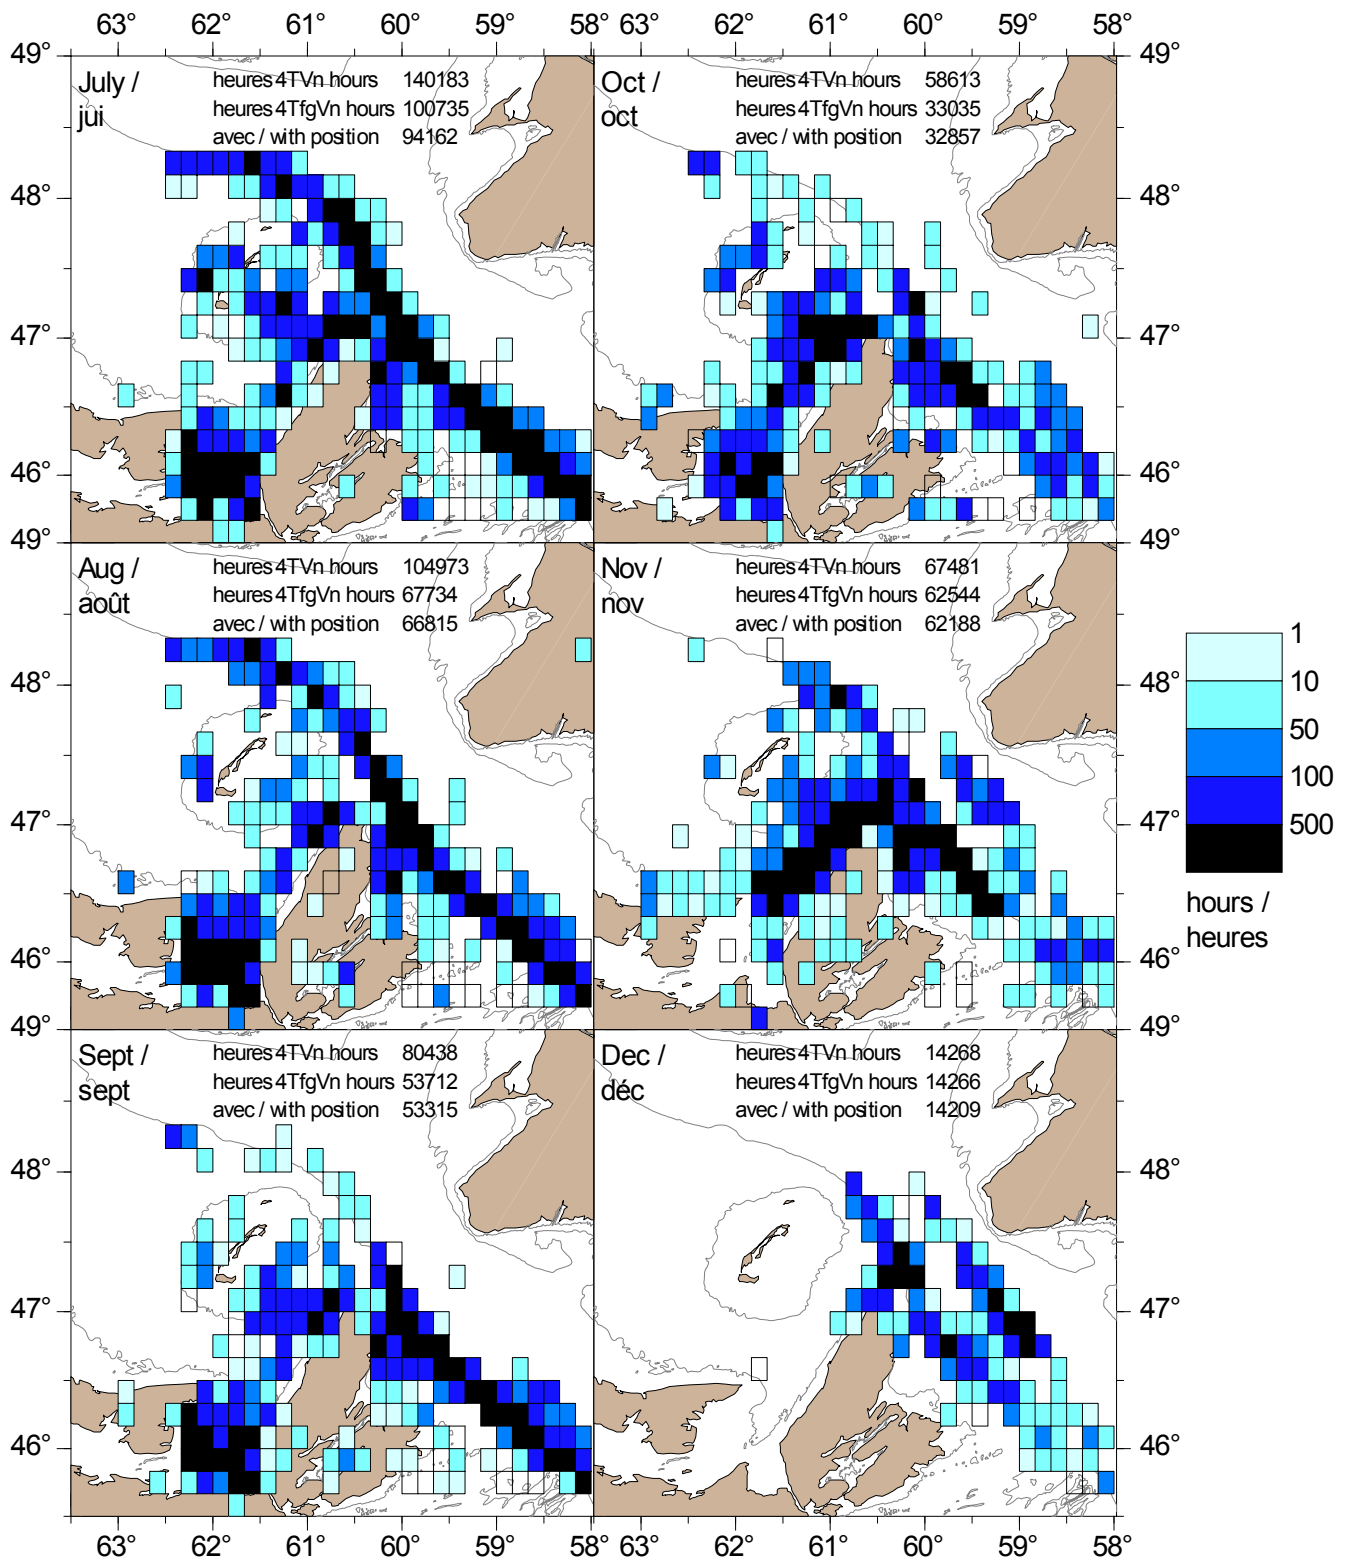 63° 62° 61° 60° 59° 58° 63 62° 61° 60° 59° 58°
49° 49°
July / jui
heures 4TVn hours 140183
heures 4TfgVn hours 100735
avec / with position 94162
Oct / oct
heures 4TVn hours 58613
heures 4TfgVn hours 33035
avec / with position 32857
48° 48°
47° 47°
46° 46°
49° 49°
Aug / août
heures 4TVn hours 104973
heures 4TfgVn hours 67734
avec / with position 66815
Nov / nov
heures 4TVn hours 67481
heures 4TfgVn hours 62544
avec / with position 62188
48° 48°
47° 47°
46° 46°
1
10
50
100
500
hours /
heures
49° 49°
Sept / sept
heures 4TVn hours 80438
heures 4TfgVn hours 53712
avec / with position 53315
Dec / déc
heures 4TVn hours 14268
heures 4TfgVn hours 14266
avec / with position 14209
48° 48°
47° 47°
46° 46°
63° 62° 61° 60° 59° 58° 63° 62° 61° 60° 59° 58°